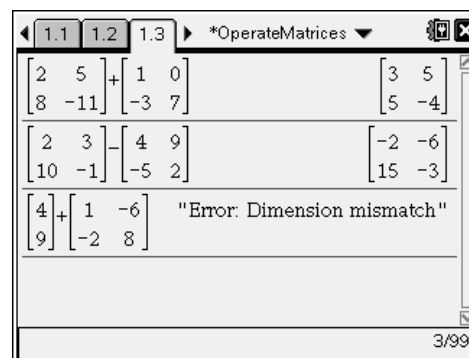 1.1 1.2 1.3 *OperateMatrices
[2 5; 8 -11]+[1 0; -3 7] [3 5; 5 -4]
[2 3; 10 -1]-[4 9; -5 2] [-2 -6; 15 -3]
[4; 9]+[1 -6; -2 8] "Error: Dimension mismatch"
3/99